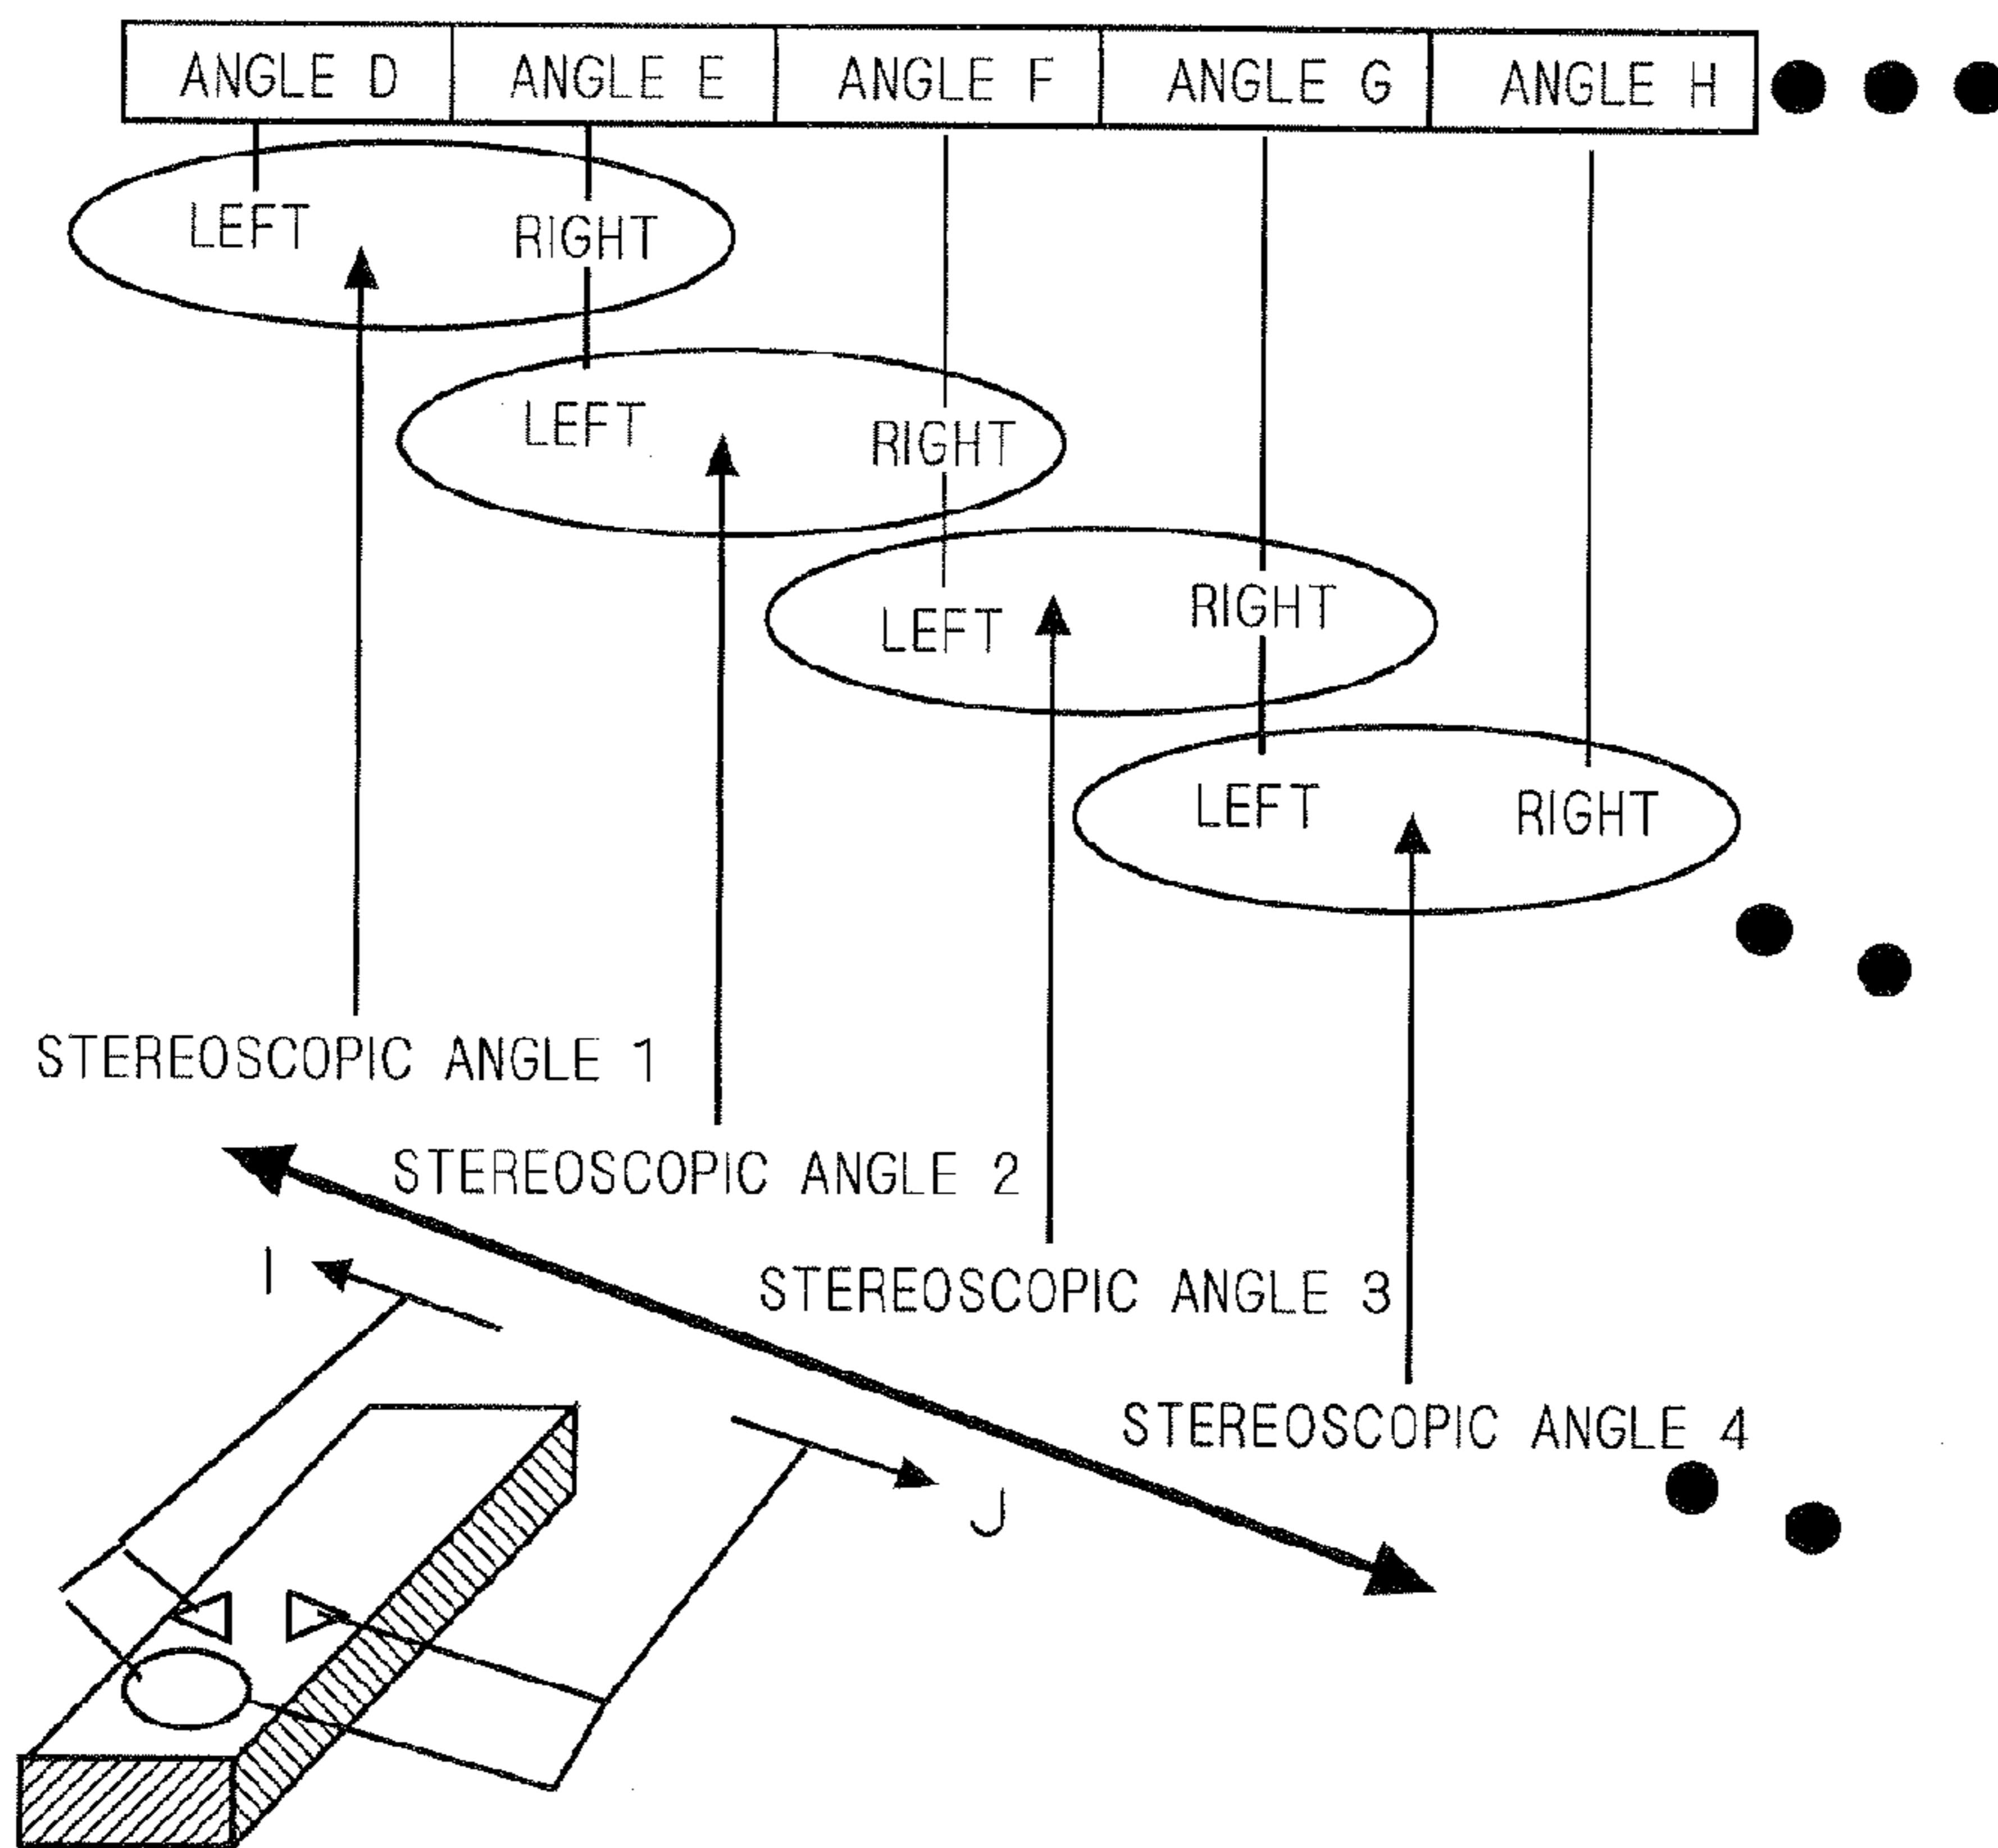 ANGLE D ANGLE E ANGLE F ANGLE G ANGLE H
LEFT RIGHT
LEFT RIGHT
LEFT RIGHT
LEFT RIGHT
STEREOSCOPIC ANGLE 1
STEREOSCOPIC ANGLE 2
STEREOSCOPIC ANGLE 3
STEREOSCOPIC ANGLE 4
I
J